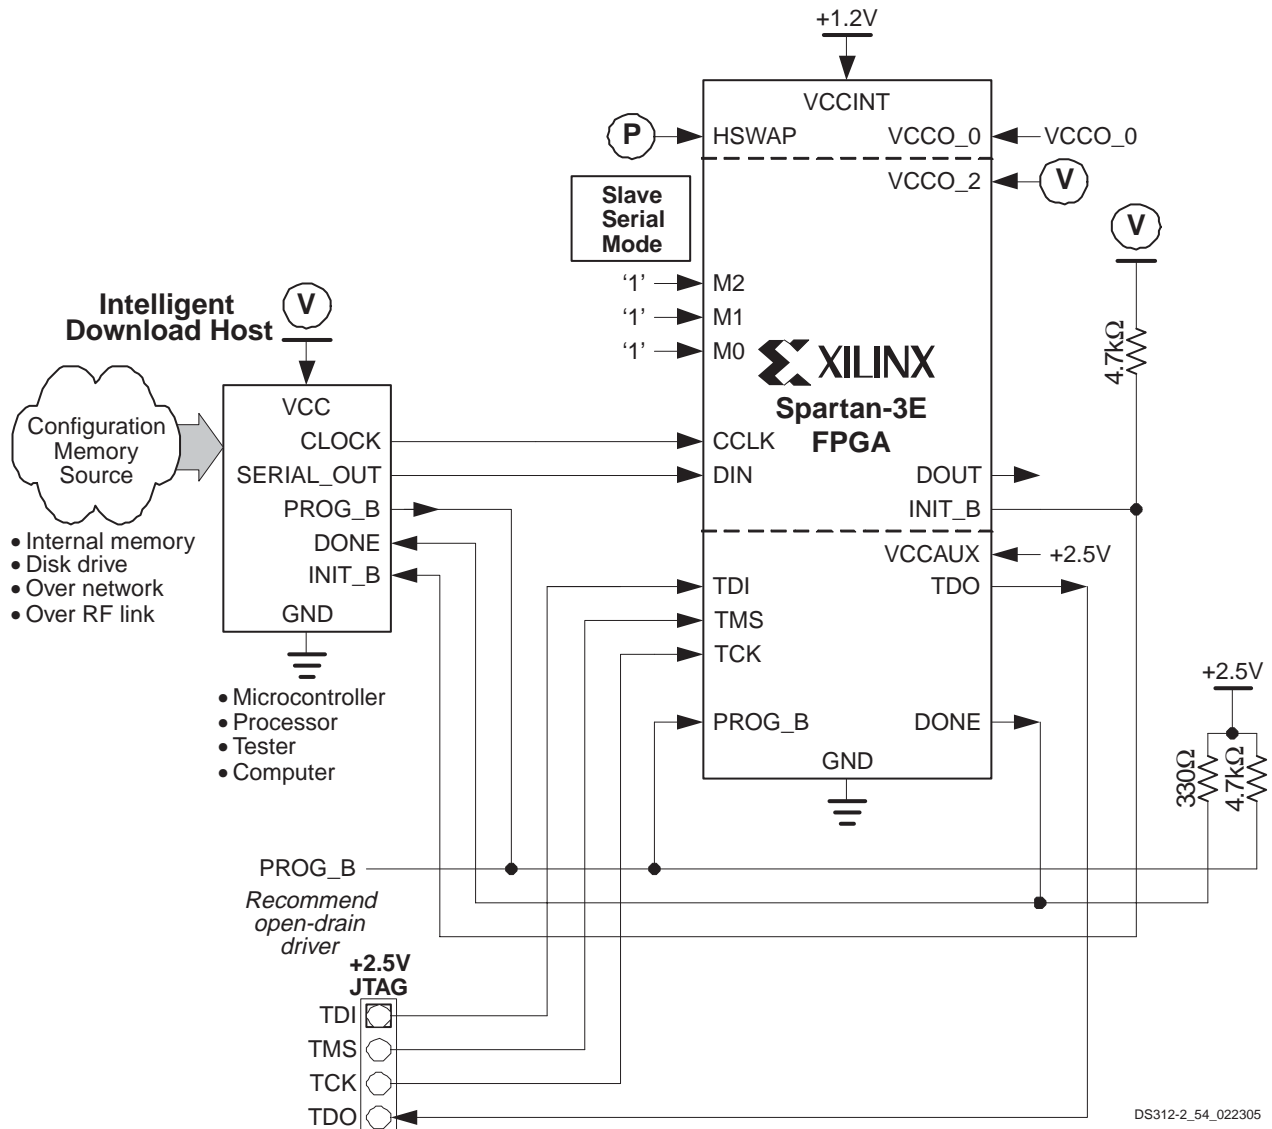 +1.2V
VCCINT
P
HSWAP
VCCO_0
VCCO_0
VCCO_2
V
Slave
Serial
Mode
V
‘1’
M2
‘1’
M1
‘1’
M0
XILINX
Spartan-3E
FPGA
4.7kΩ
Intelligent
Download Host
V
Configuration
Memory
Source
VCC
CLOCK
SERIAL_OUT
PROG_B
DONE
INIT_B
GND
CCLK
DIN
DOUT
INIT_B
• Internal memory
• Disk drive
• Over network
• Over RF link
VCCAUX
+2.5V
TDI
TDO
TMS
TCK
• Microcontroller
• Processor
• Tester
• Computer
PROG_B
DONE
GND
+2.5V
330Ω
4.7kΩ
PROG_B
Recommend
open-drain
driver
+2.5V
JTAG
TDI
TMS
TCK
TDO
DS312-2_54_022305